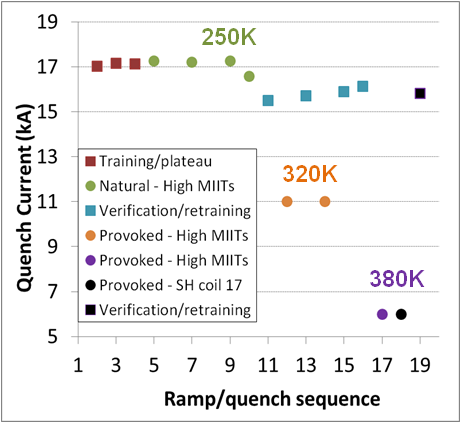 19
17
15
13
11
9
7
5
Quench Current (kA)
250K
320K
380K
Training/plateau
Natural - High MIITs
Verification/retraining
Provoked - High MIITs
Provoked - High MIITs
Provoked - SH coil 17
Verification/retraining
1 3 5 7 9 11 13 15 17 19
Ramp/quench sequence